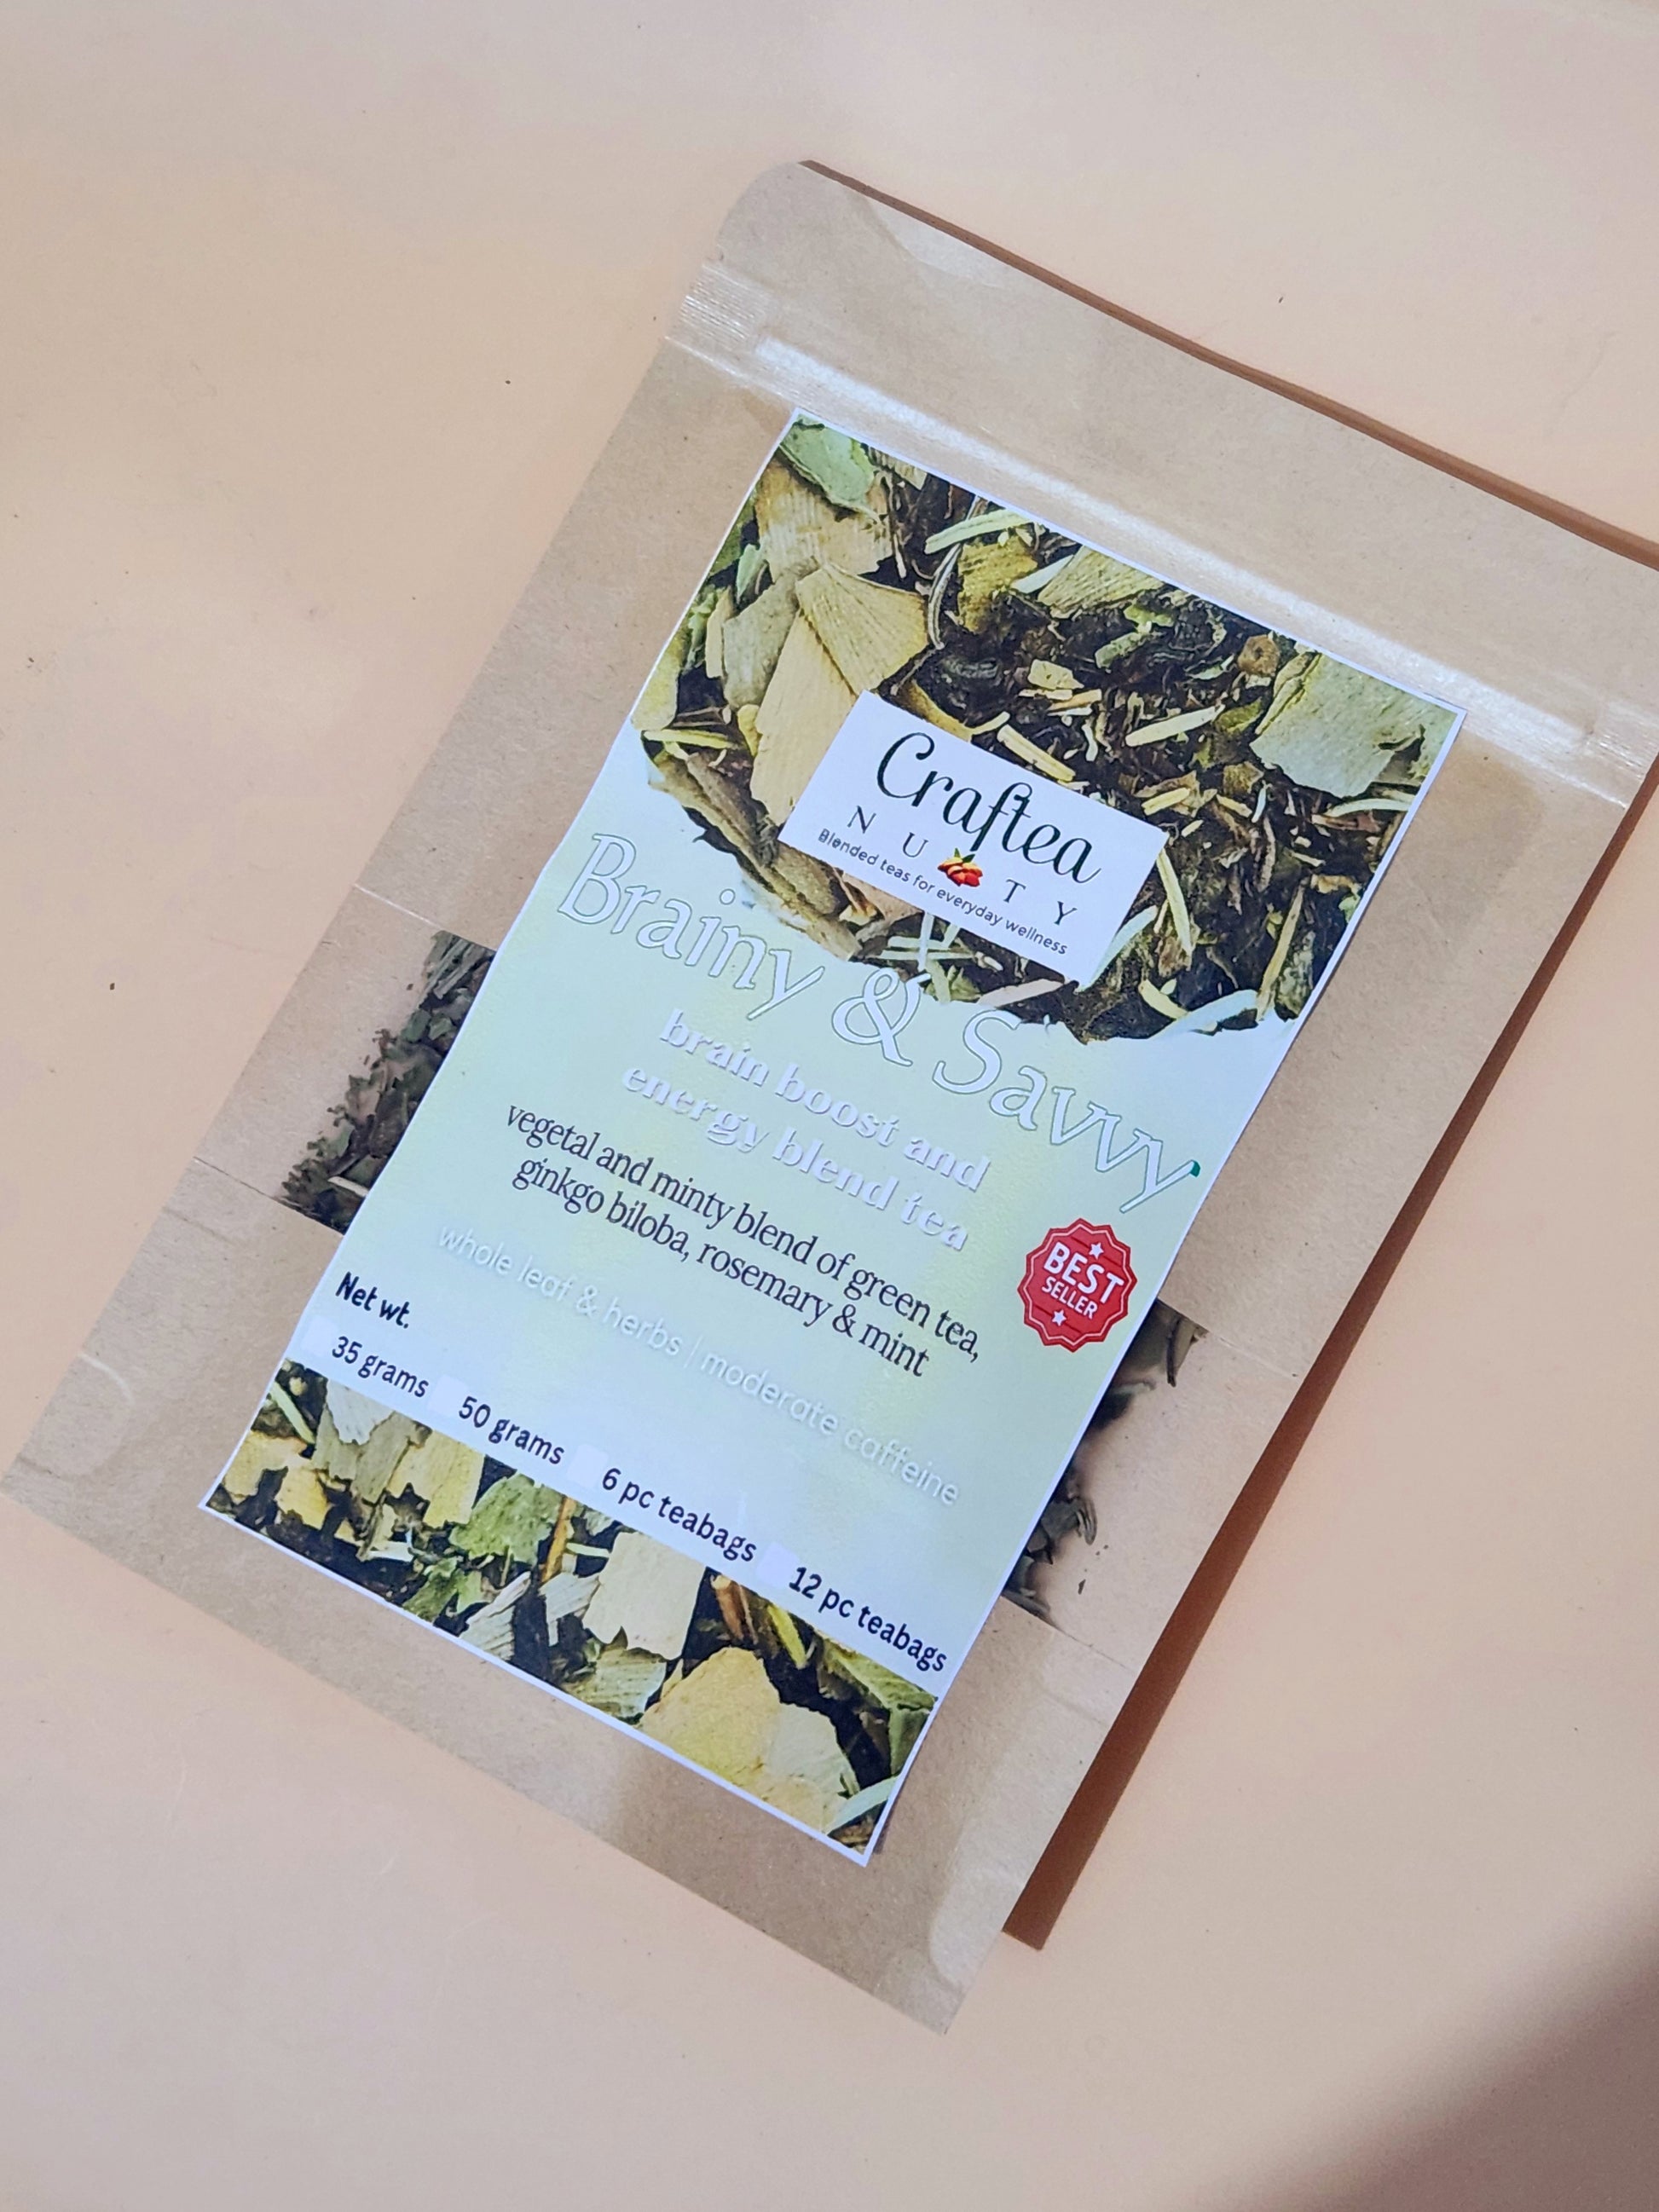 Craftea
NU TY
Blended teas for everyday wellness
Brainy & Savvy
brain boost and
energy blend tea
vegetal and minty blend of green tea,
ginkgo biloba, rosemary & mint
whole leaf & herbs | moderate caffeine
BEST
SELLER
Net wt.
35 grams
50 grams
6 pc teabags
12 pc teabags